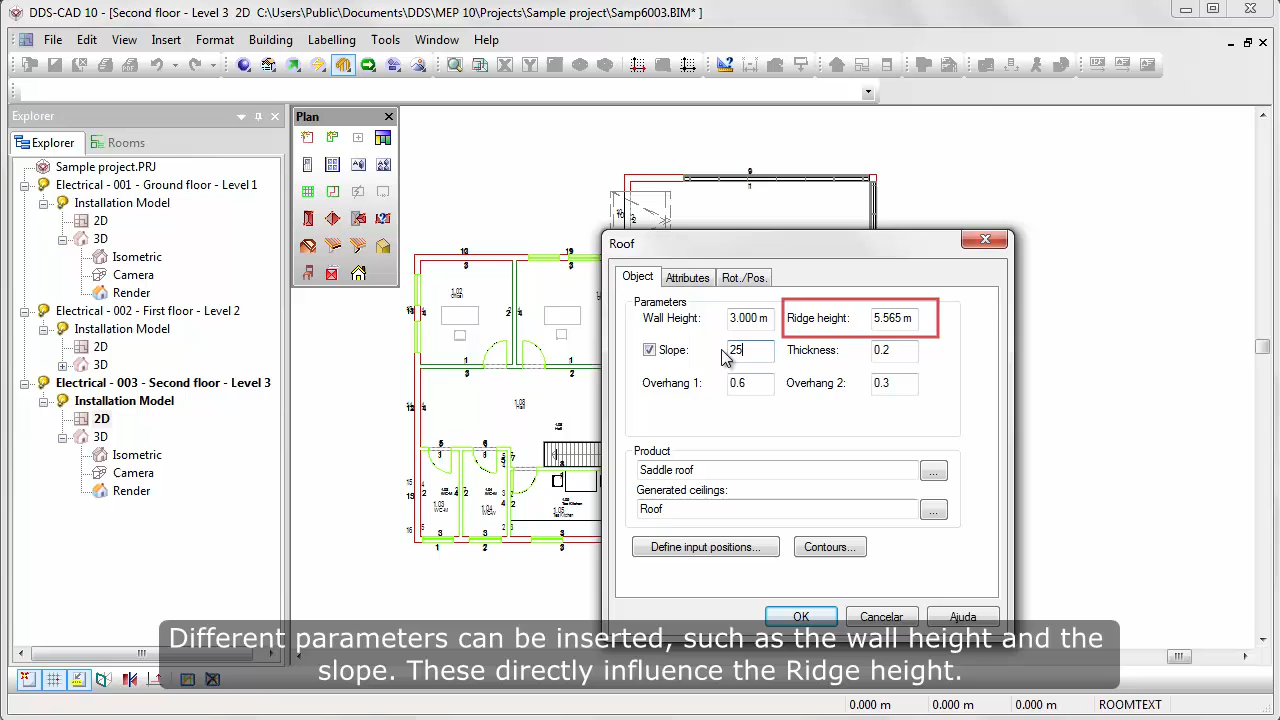 DDS-CAD 10 - [Second floor - Level 3  2D  C:\Users\Public\Documents\DDS\MEP 10\Projects\Sample project\Samp6003.BIM* ]
File Edit View Insert Format Building Labelling Tools Window Help
Explorer
Explorer Rooms
Sample project.PRJ
Electrical - 001 - Ground floor - Level 1
Installation Model
2D
3D
Isometric
Camera
Render
Electrical - 002 - First floor - Level 2
Installation Model
2D
3D
Electrical - 003 - Second floor - Level 3
Installation Model
2D
3D
Isometric
Camera
Render
Plan
Roof
Object Attributes Rot./Pos.
Parameters
Wall Height: 3.000 m Ridge height: 5.565 m
Slope: 25 Thickness: 0.2
Overhang 1: 0.6 Overhang 2: 0.3
Product
Saddle roof ...
Generated ceilings:
Roof ...
Define input positions... Contours...
OK Cancelar Ajuda
Different parameters can be inserted, such as the wall height and the
slope. These directly influence the Ridge height.
0.000 m 0.000 m 0.000 m ROOMTEXT